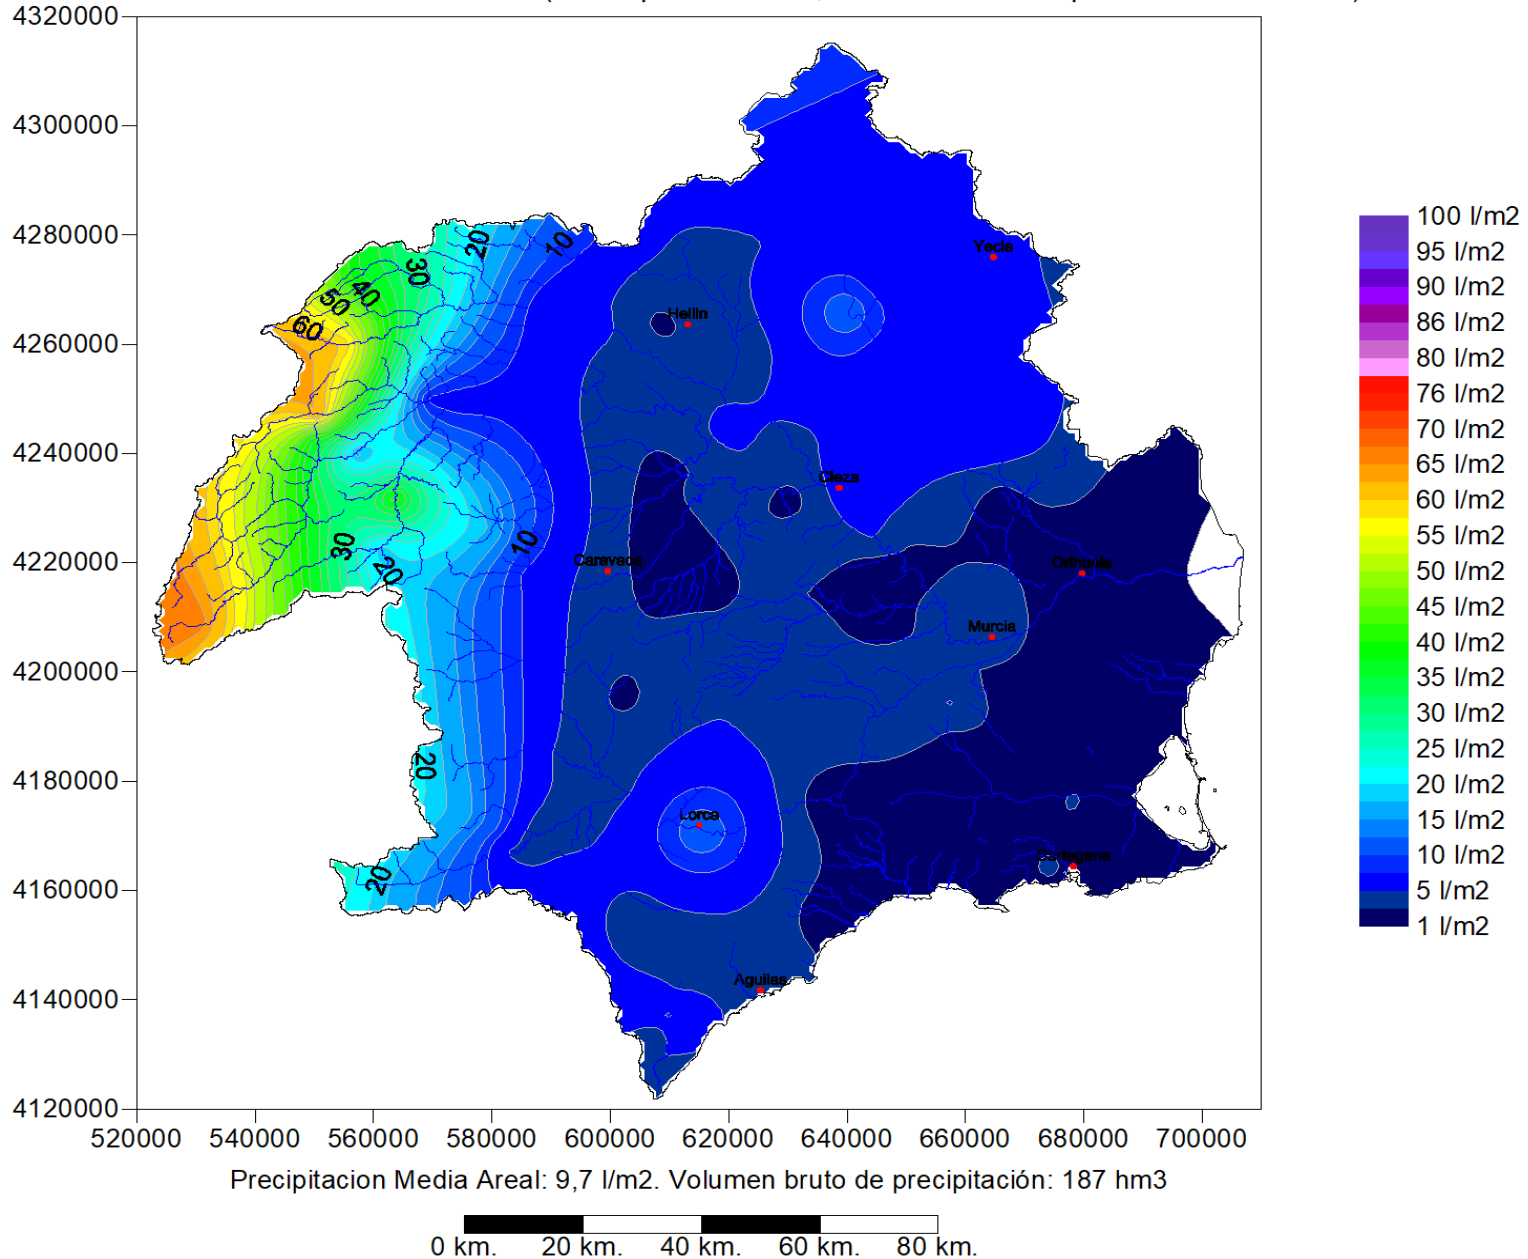 4320000
4300000
4280000
4260000
4240000
4220000
4200000
4180000
4160000
4140000
4120000
520000 540000 560000 580000 600000 620000 640000 660000 680000 700000
10
20
30
40
50
60
Yecla
Hellin
Cieza
10
30
20
Caravaca
Orihuela
Murcia
20
Lorca
20
Cartagena
Aguilas
100 l/m2
95 l/m2
90 l/m2
86 l/m2
80 l/m2
76 l/m2
70 l/m2
65 l/m2
60 l/m2
55 l/m2
50 l/m2
45 l/m2
40 l/m2
35 l/m2
30 l/m2
25 l/m2
20 l/m2
15 l/m2
10 l/m2
5 l/m2
1 l/m2
Precipitacion Media Areal: 9,7 l/m2. Volumen bruto de precipitación: 187 hm3
0 km. 20 km. 40 km. 60 km. 80 km.